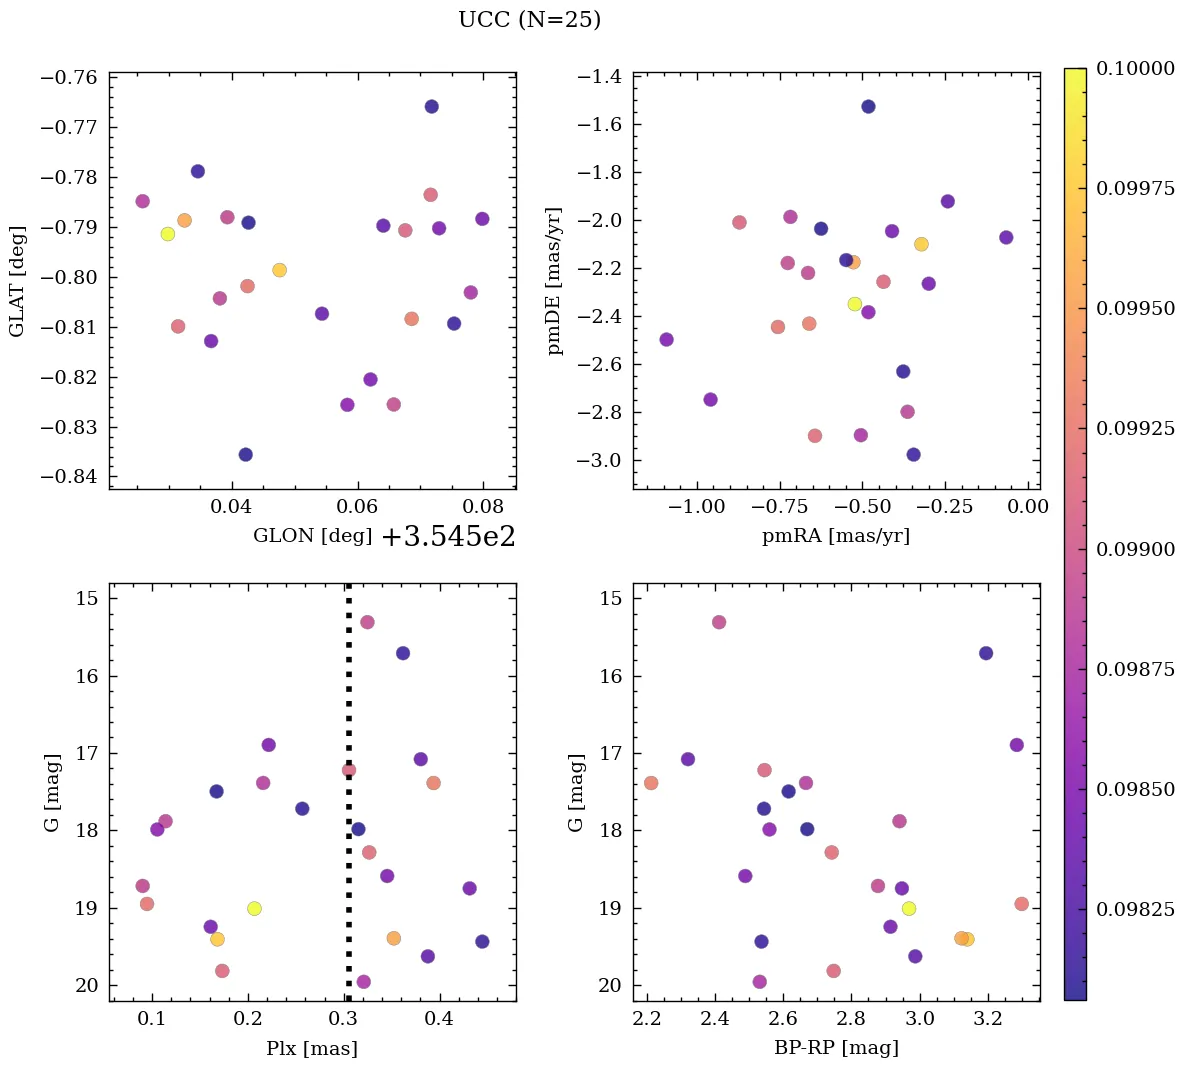 UCC (N=25)
−0.76
−0.77
−0.78
−0.79
−0.80
−0.81
−0.82
−0.83
−0.84
GLAT [deg]
0.04 0.06 0.08
GLON [deg] +3.545e2
−1.4
−1.6
−1.8
−2.0
−2.2
−2.4
−2.6
−2.8
−3.0
pmDE [mas/yr]
−1.00 −0.75 −0.50 −0.25 0.00
pmRA [mas/yr]
0.10000
0.09975
0.09950
0.09925
0.09900
0.09875
0.09850
0.09825
15
16
17
18
19
20
G [mag]
0.1 0.2 0.3 0.4
Plx [mas]
15
16
17
18
19
20
G [mag]
2.2 2.4 2.6 2.8 3.0 3.2
BP-RP [mag]